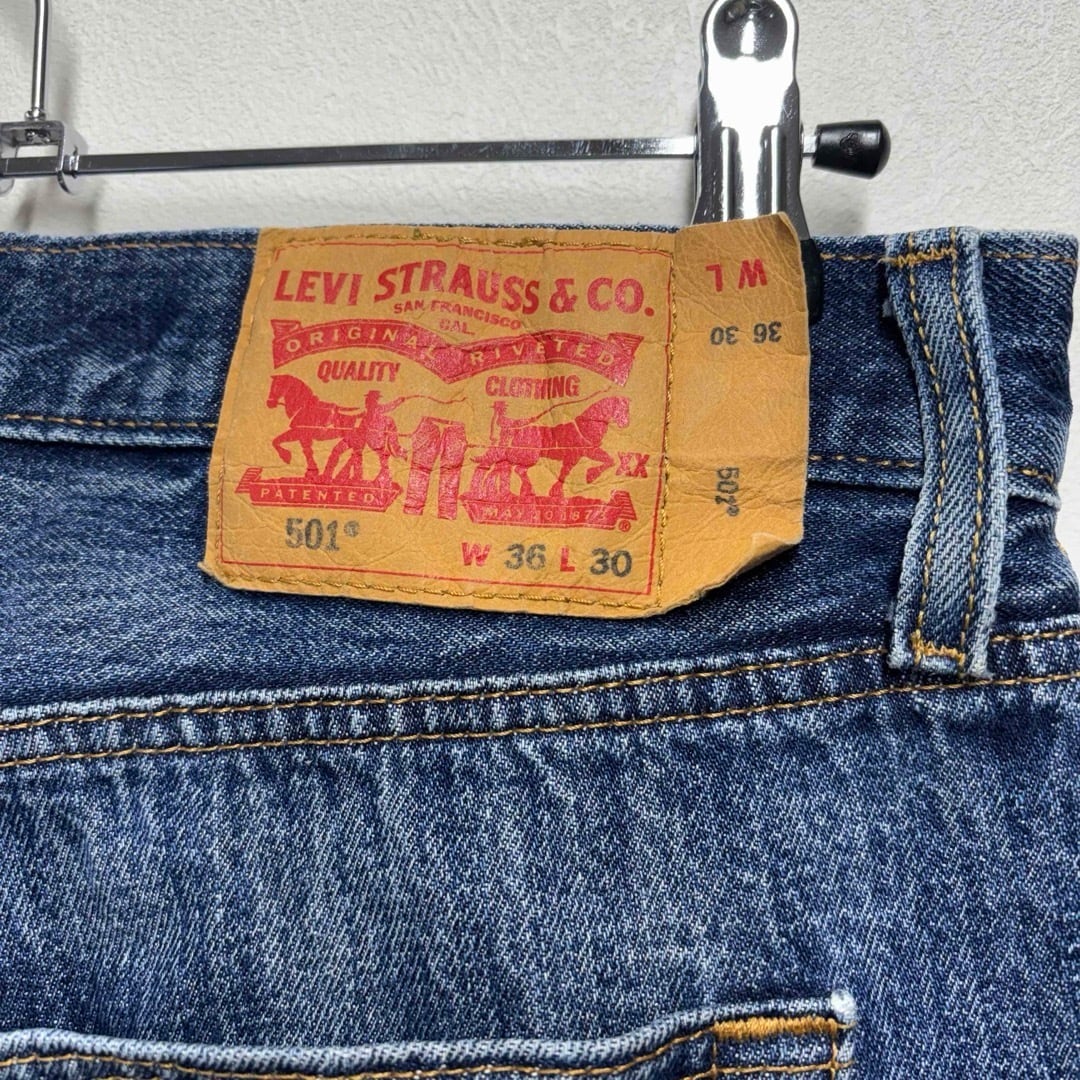 LEVI STRAUSS & CO.
SAN FRANCISCO
CAL.
ORIGINAL RIVETED
QUALITY CLOTHING
XX
PATENTED MAY 20 1873 ®
501®
W 36 L 30
W L
36 30
501®